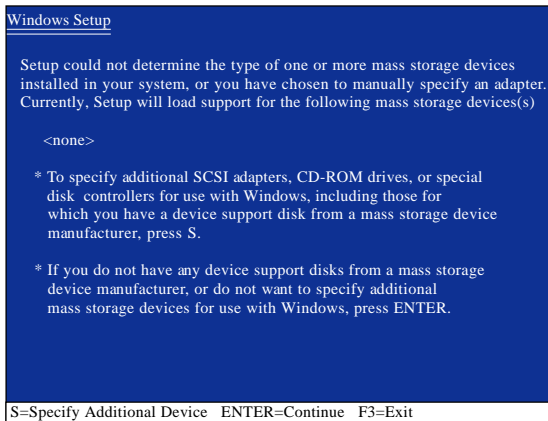 Windows Setup
Setup could not determine the type of one or more mass storage devices
installed in your system, or you have chosen to manually specify an adapter.
Currently, Setup will load support for the following mass storage devices(s)
<none>
* To specify additional SCSI adapters, CD-ROM drives, or special
disk controllers for use with Windows, including those for
which you have a device support disk from a mass storage device
manufacturer, press S.
* If you do not have any device support disks from a mass storage
device manufacturer, or do not want to specify additional
mass storage devices for use with Windows, press ENTER.
S=Specify Additional Device ENTER=Continue F3=Exit